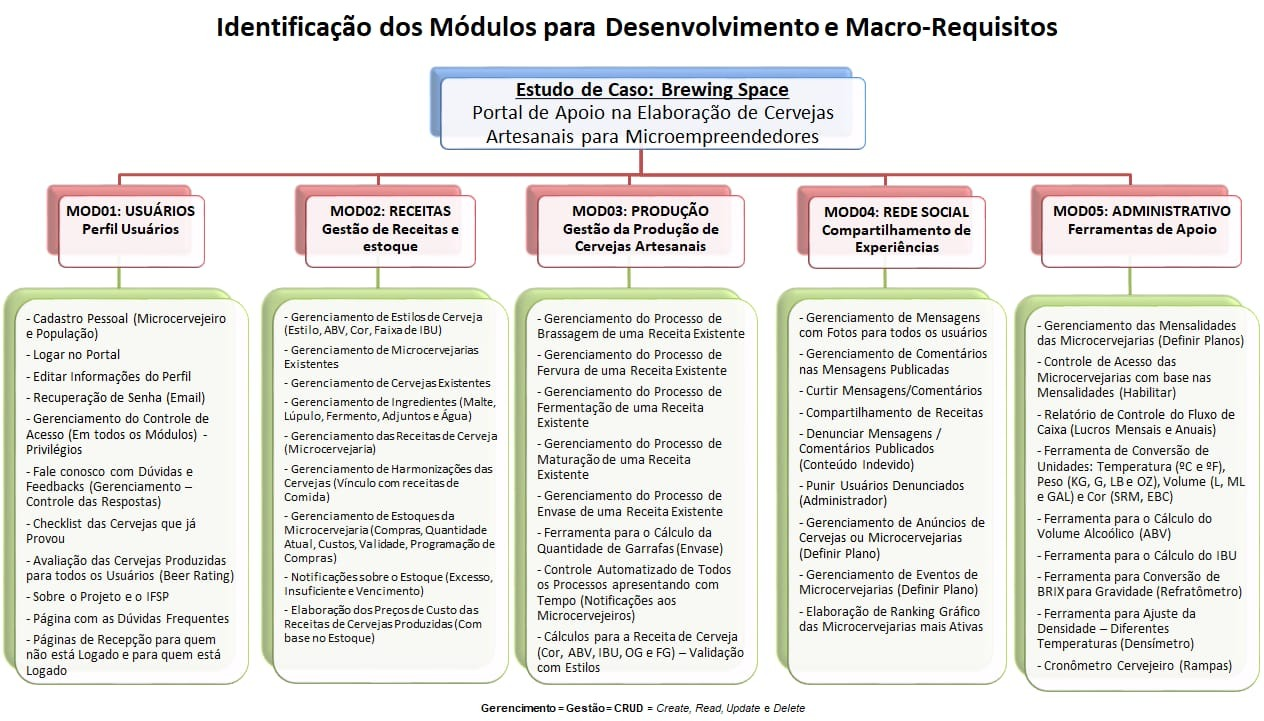 Identificação dos Módulos para Desenvolvimento e Macro-Requisitos
Estudo de Caso: Brewing Space
Portal de Apoio na Elaboração de Cervejas
Artesanais para Microempreendedores
MOD01: USUÁRIOS
Perfil Usuários
- Cadastro Pessoal (Microcervejeiro
e População)
- Logar no Portal
- Editar Informações do Perfil
- Recuperação de Senha (Email)
- Gerenciamento do Controle de
Acesso (Em todos os Módulos) -
Privilégios
- Fale conosco com Dúvidas e
Feedbacks (Gerenciamento –
Controle das Respostas)
- Checklist das Cervejas que já
Provou
- Avaliação das Cervejas Produzidas
para todos os Usuários (Beer Rating)
- Sobre o Projeto e o IFSP
- Página com as Dúvidas Frequentes
- Páginas de Recepção para quem
não está Logado e para quem está
Logado
MOD02: RECEITAS
Gestão de Receitas e
estoque
- Gerenciamento de Estilos de Cerveja
(Estilo, ABV, Cor, Faixa de IBU)
- Gerenciamento de Microcervejarias
Existentes
- Gerenciamento de Cervejas Existentes
- Gerenciamento de Ingredientes (Malte,
Lúpulo, Fermento, Adjuntos e Água)
- Gerenciamento das Receitas de Cerveja
(Microcervejaria)
- Gerenciamento de Harmonizações das
Cervejas (Vínculo com receitas de
Comida)
- Gerenciamento de Estoques da
Microcervejaria (Compras, Quantidade
Atual, Custos, Validade, Programação de
Compras)
- Notificações sobre o Estoque (Excesso,
Insuficiente e Vencimento)
- Elaboração dos Preços de Custo das
Receitas de Cervejas Produzidas (Com
base no Estoque)
MOD03: PRODUÇÃO
Gestão da Produção de
Cervejas Artesanais
- Gerenciamento do Processo de
Brassagem de uma Receita Existente
- Gerenciamento do Processo de
Fervura de uma Receita Existente
- Gerenciamento do Processo de
Fermentação de uma Receita
Existente
- Gerenciamento do Processo de
Maturação de uma Receita
Existente
- Gerenciamento do Processo de
Envase de uma Receita Existente
- Ferramenta para o Cálculo da
Quantidade de Garrafas (Envase)
- Controle Automatizado de Todos
os Processos apresentando com
Tempo (Notificações aos
Microcervejeiros)
- Cálculos para a Receita de Cerveja
(Cor, ABV, IBU, OG e FG) – Validação
com Estilos
MOD04: REDE SOCIAL
Compartilhamento de
Experiências
- Gerenciamento de Mensagens
com Fotos para todos os usuários
- Gerenciamento de Comentários
nas Mensagens Publicadas
- Curtir Mensagens/Comentários
- Compartilhamento de Receitas
- Denunciar Mensagens /
Comentários Publicados
(Conteúdo Indevido)
- Punir Usuários Denunciados
(Administrador)
- Gerenciamento de Anúncios de
Cervejas ou Microcervejarias
(Definir Plano)
- Gerenciamento de Eventos de
Microcervejarias (Definir Plano)
- Elaboração de Ranking Gráfico
das Microcervejarias mais Ativas
MOD05: ADMINISTRATIVO
Ferramentas de Apoio
- Gerenciamento das Mensalidades
das Microcervejarias (Definir Planos)
- Controle de Acesso das
Microcervejarias com base nas
Mensalidades (Habilitar)
- Relatório de Controle do Fluxo de
Caixa (Lucros Mensais e Anuais)
- Ferramenta de Conversão de
Unidades: Temperatura (ºC e ºF),
Peso (KG, G, LB e OZ), Volume (L, ML
e GAL) e Cor (SRM, EBC)
- Ferramenta para o Cálculo do
Volume Alcoólico (ABV)
- Ferramenta para o Cálculo do IBU
- Ferramenta para Conversão de
BRIX para Gravidade (Refratômetro)
- Ferramenta para Ajuste da
Densidade – Diferentes
Temperaturas (Densímetro)
- Cronômetro Cervejeiro (Rampas)
Gerencimento = Gestão = CRUD = Create, Read, Update e Delete